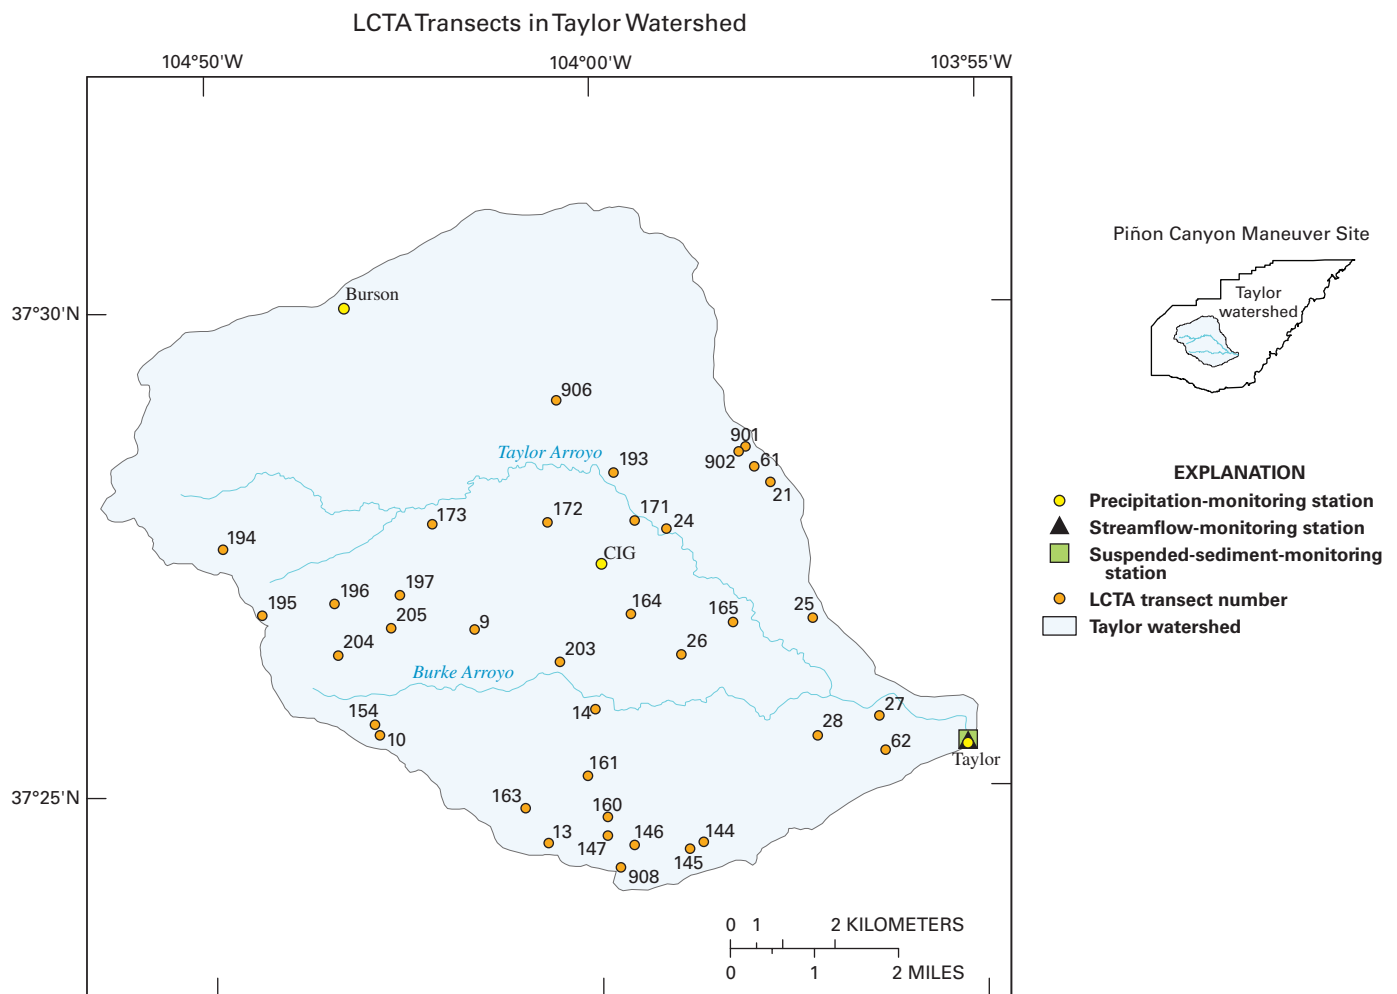 LCTA Transects in Taylor Watershed
104°50'W
104°00'W
103°55'W
37°30'N
37°25'N
Burson
906
Taylor Arroyo
193
901
902
61
21
173
172
171
24
194
CIG
195
196
197
205
204
9
164
165
25
26
203
Burke Arroyo
14
154
10
27
28
62
Taylor
161
163
160
13
147
146
144
145
908
0 1 2 KILOMETERS
0 1 2 MILES
Piñon Canyon Maneuver Site
Taylor
watershed
EXPLANATION
Precipitation-monitoring station
Streamflow-monitoring station
Suspended-sediment-monitoring
station
LCTA transect number
Taylor watershed